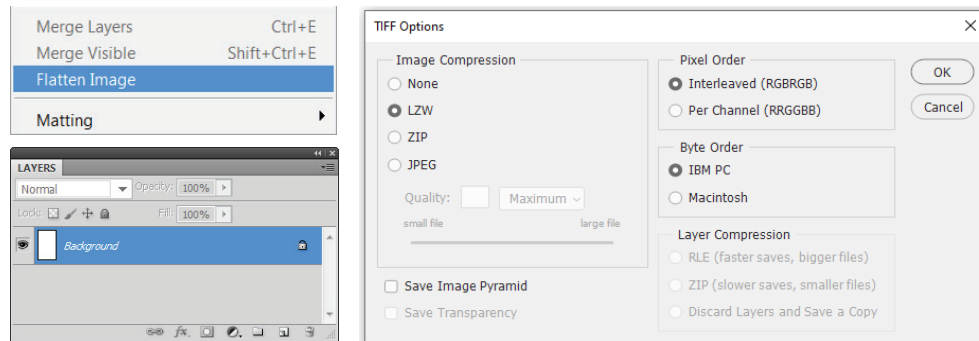 Merge Layers Ctrl+E
Merge Visible Shift+Ctrl+E
Flatten Image
Matting
LAYERS
Normal Opacity: 100%
Lock: Fill: 100%
Background
fx.
TIFF Options
Image Compression
None
LZW
ZIP
JPEG
Quality: Maximum
small file large file
Save Image Pyramid
Save Transparency
Pixel Order
Interleaved (RGBRGB)
Per Channel (RRGGBB)
Byte Order
IBM PC
Macintosh
Layer Compression
RLE (faster saves, bigger files)
ZIP (slower saves, smaller files)
Discard Layers and Save a Copy
OK
Cancel